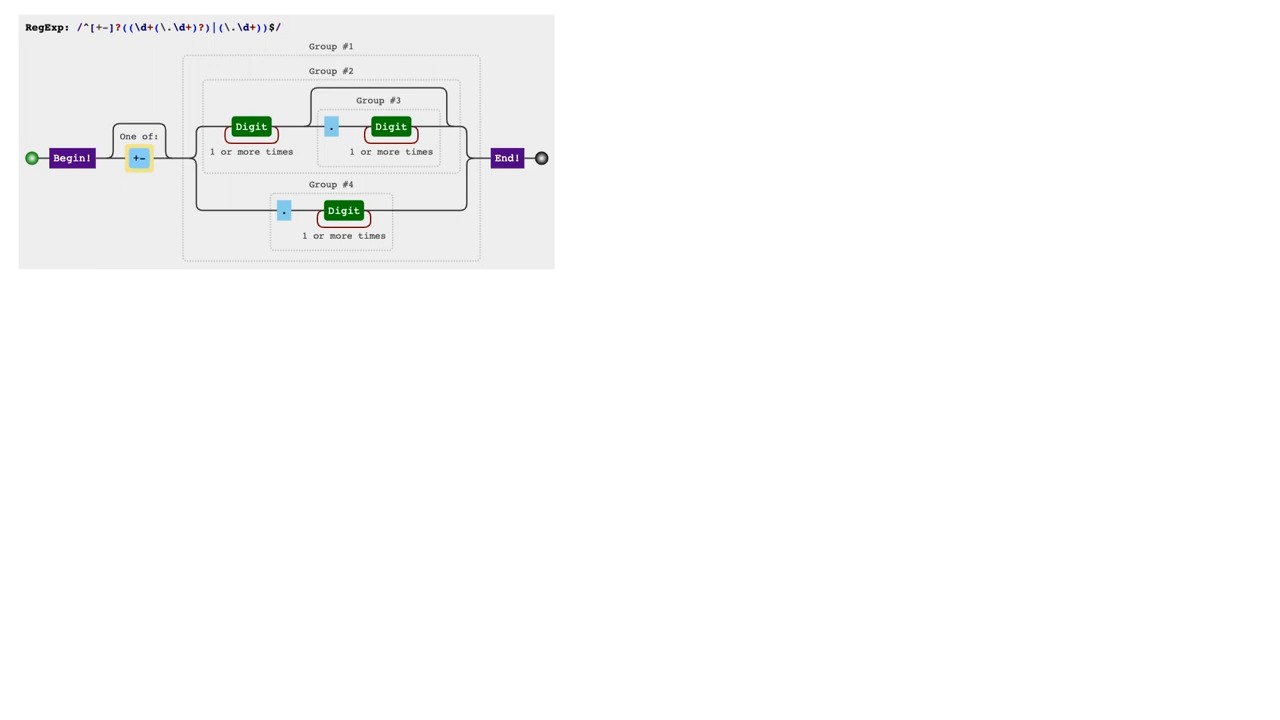 RegExp: /^[+-]?((\d+(\.\d+)?)|(\.\d+))$/
Group #1
Group #2
Group #3
One of:
Digit . Digit
1 or more times 1 or more times
Begin! +- End!
Group #4
. Digit
1 or more times